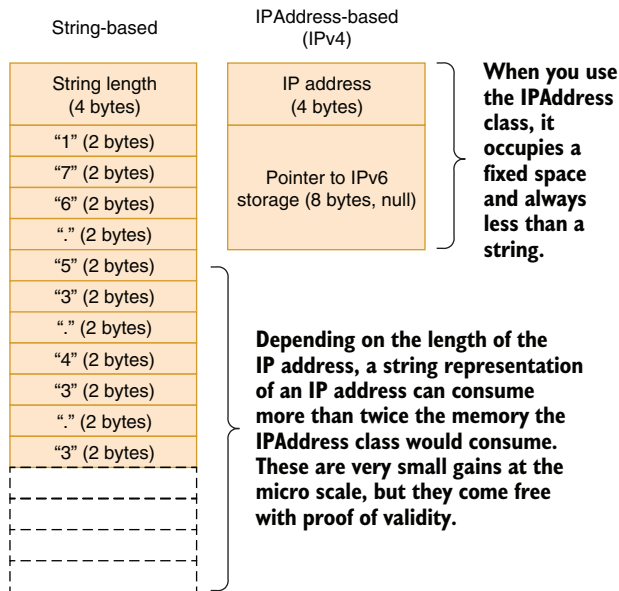 String-based
IPAddress-based
(IPv4)
String length
(4 bytes)
“1” (2 bytes)
“7” (2 bytes)
“6” (2 bytes)
“.” (2 bytes)
“5” (2 bytes)
“3” (2 bytes)
“.” (2 bytes)
“4” (2 bytes)
“3” (2 bytes)
“.” (2 bytes)
“3” (2 bytes)
IP address
(4 bytes)
Pointer to IPv6
storage (8 bytes, null)
When you use
the IPAddress
class, it
occupies a
fixed space
and always
less than a
string.
Depending on the length of the
IP address, a string representation
of an IP address can consume
more than twice the memory the
IPAddress class would consume.
These are very small gains at the
micro scale, but they come free
with proof of validity.